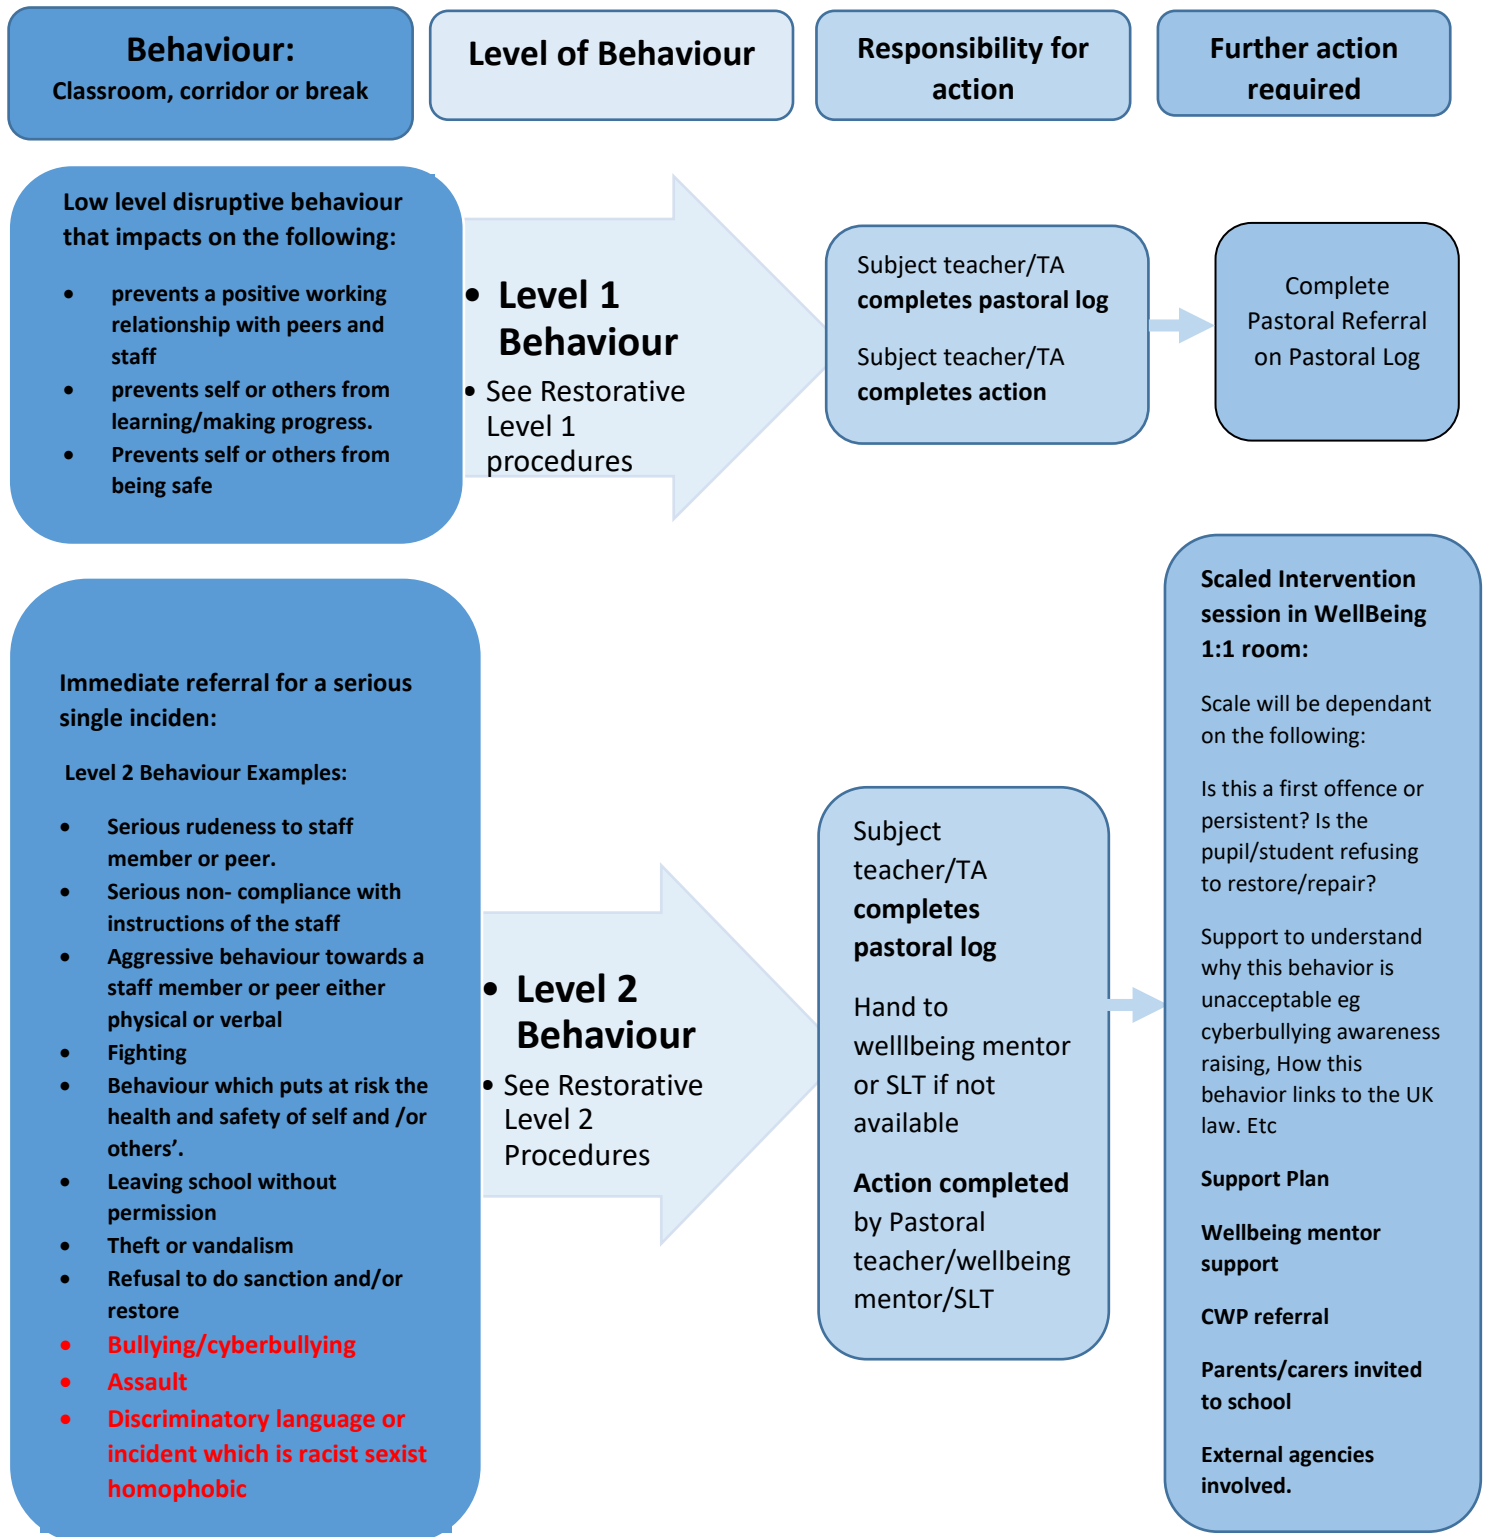 Behaviour:
Classroom, corridor or break
Level of Behaviour
Responsibility for
action
Further action
required
Low level disruptive behaviour
that impacts on the following:
• prevents a positive working
relationship with peers and
staff
• prevents self or others from
learning/making progress.
• Prevents self or others from
being safe
• Level 1
Behaviour
• See Restorative
Level 1
procedures
Subject teacher/TA
completes pastoral log
Subject teacher/TA
completes action
Complete
Pastoral Referral
on Pastoral Log
Immediate referral for a serious
single inciden:
Level 2 Behaviour Examples:
• Serious rudeness to staff
member or peer.
• Serious non- compliance with
instructions of the staff
• Aggressive behaviour towards a
staff member or peer either
physical or verbal
• Fighting
• Behaviour which puts at risk the
health and safety of self and /or
others’.
• Leaving school without
permission
• Theft or vandalism
• Refusal to do sanction and/or
restore
• Bullying/cyberbullying
• Assault
• Discriminatory language or
incident which is racist sexist
homophobic
• Level 2
Behaviour
• See Restorative
Level 2
Procedures
Subject
teacher/TA
completes
pastoral log
Hand to
welllbeing mentor
or SLT if not
available
Action completed
by Pastoral
teacher/wellbeing
mentor/SLT
Scaled Intervention
session in WellBeing
1:1 room:
Scale will be dependant
on the following:
Is this a first offence or
persistent? Is the
pupil/student refusing
to restore/repair?
Support to understand
why this behavior is
unacceptable eg
cyberbullying awareness
raising, How this
behavior links to the UK
law. Etc
Support Plan
Wellbeing mentor
support
CWP referral
Parents/carers invited
to school
External agencies
involved.